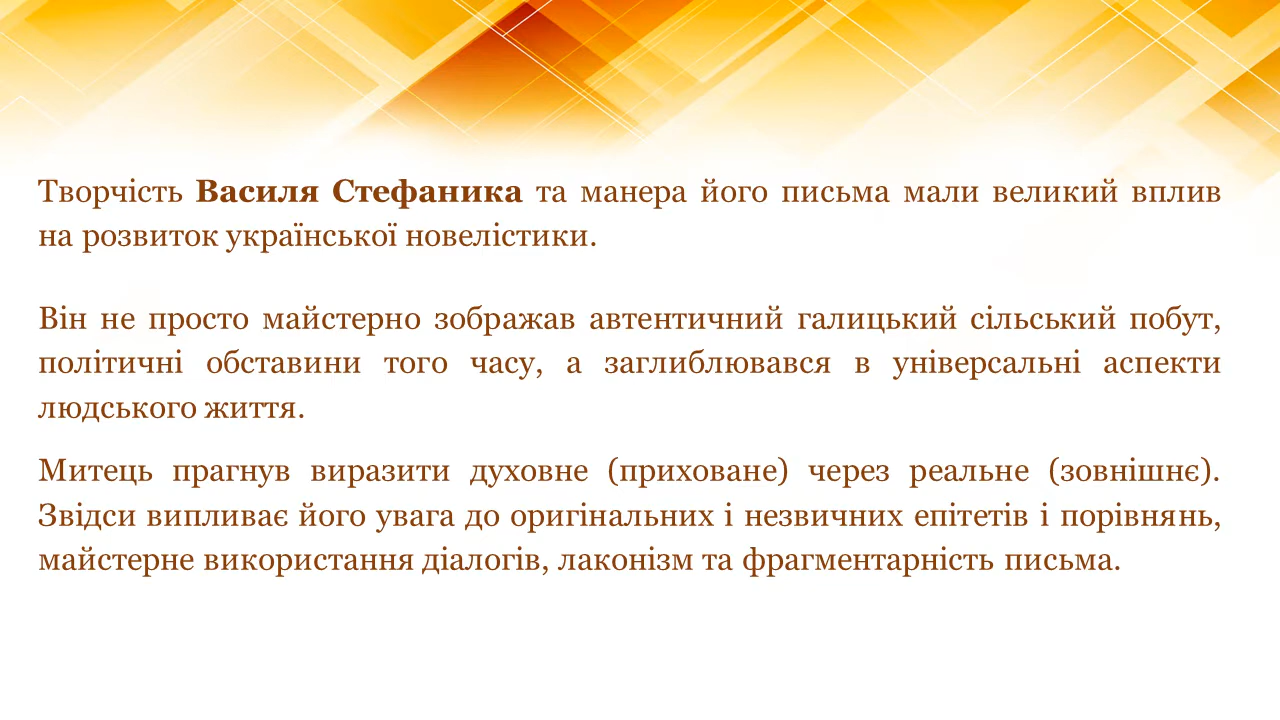 Творчість Василя Стефаника та манера його письма мали великий вплив
на розвиток української новелістики.
Він не просто майстерно зображав автентичний галицький сільський побут,
політичні обставини того часу, а заглиблювався в універсальні аспекти
людського життя.
Митець прагнув виразити духовне (приховане) через реальне (зовнішнє).
Звідси випливає його увага до оригінальних і незвичних епітетів і порівнянь,
майстерне використання діалогів, лаконізм та фрагментарність письма.